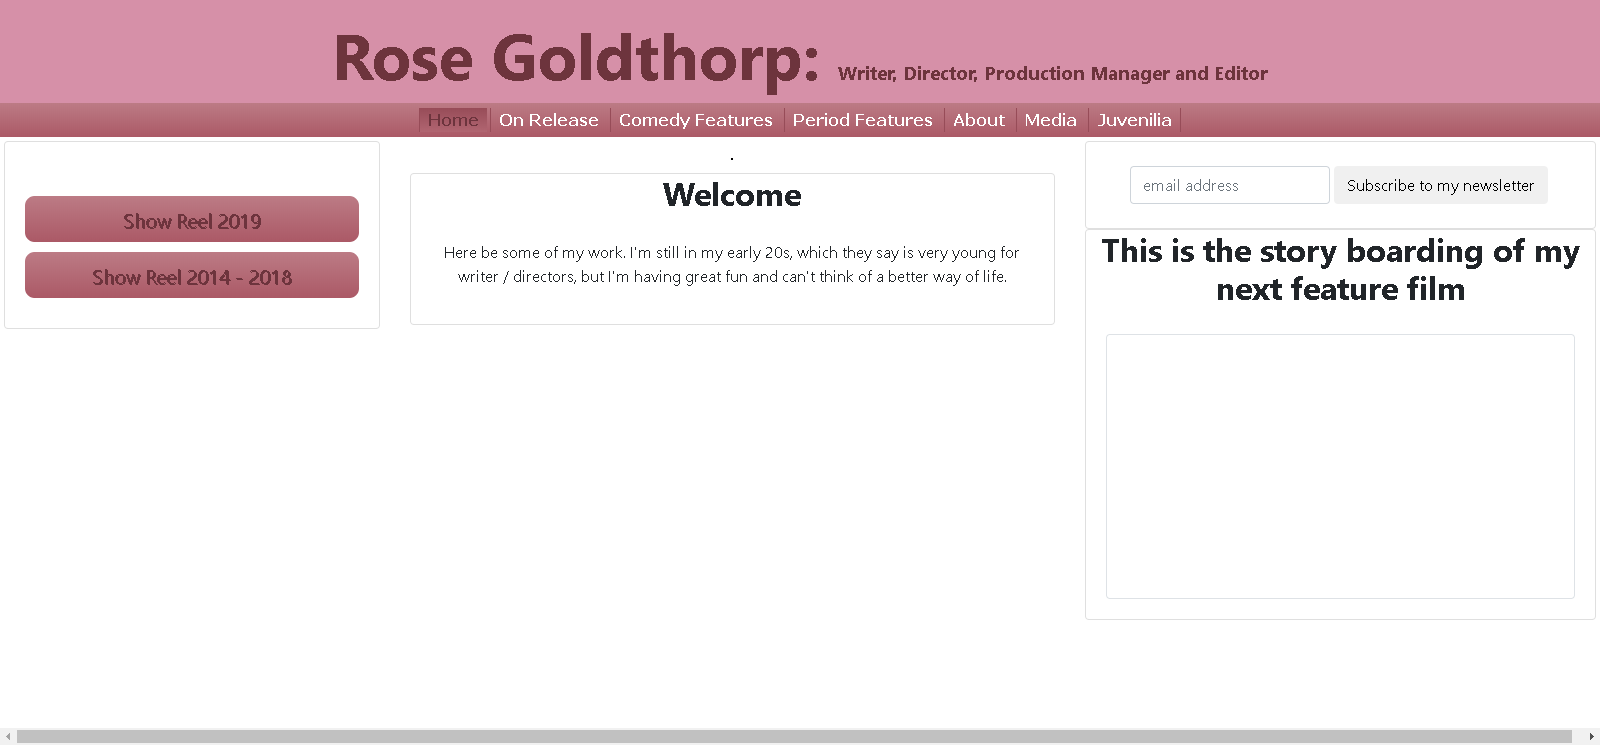 Rose Goldthorp: Writer, Director, Production Manager and Editor
Home On Release Comedy Features Period Features About Media Juvenilia
Show Reel 2019
Show Reel 2014 - 2018
.
Welcome
Here be some of my work. I'm still in my early 20s, which they say is very young for
writer / directors, but I'm having great fun and can't think of a better way of life.
email address Subscribe to my newsletter
This is the story boarding of my
next feature film